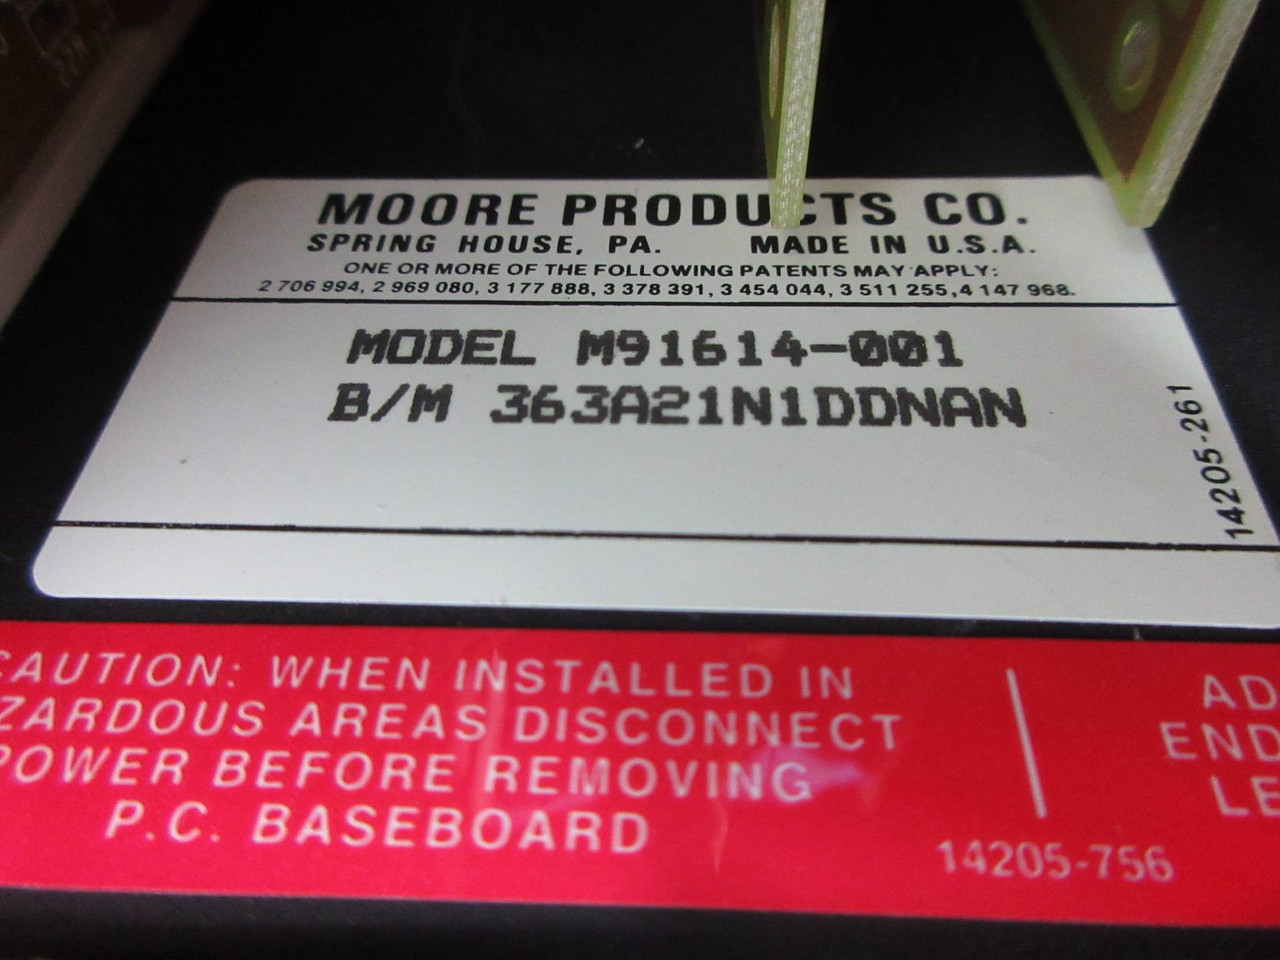 MOORE PRODUCTS CO.
SPRING HOUSE, PA. MADE IN U.S.A.
ONE OR MORE OF THE FOLLOWING PATENTS MAY APPLY:
2 706 994, 2 969 080, 3 177 888, 3 378 391, 3 454 044, 3 511 255, 4 147 968.
MODEL M91614-001
B/M 363A21N1DDNAN
14205-261
CAUTION: WHEN INSTALLED IN
ZARDOUS AREAS DISCONNECT
POWER BEFORE REMOVING
P.C. BASEBOARD
AD
END
LE
14205-756